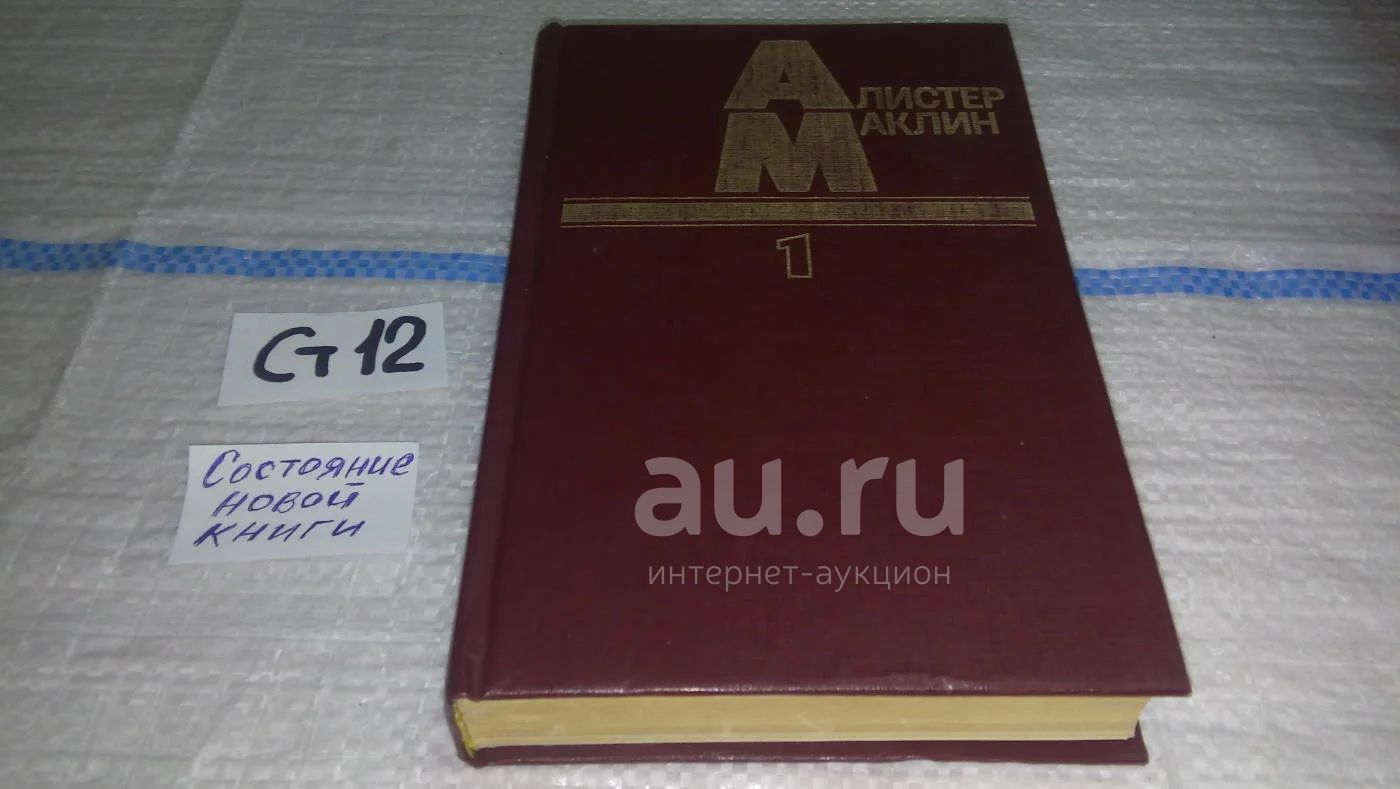 АЛИСТЕР
МАКЛИН
1
Ст 12
Состояние
новой
книги
au.ru
интернет-аукцион